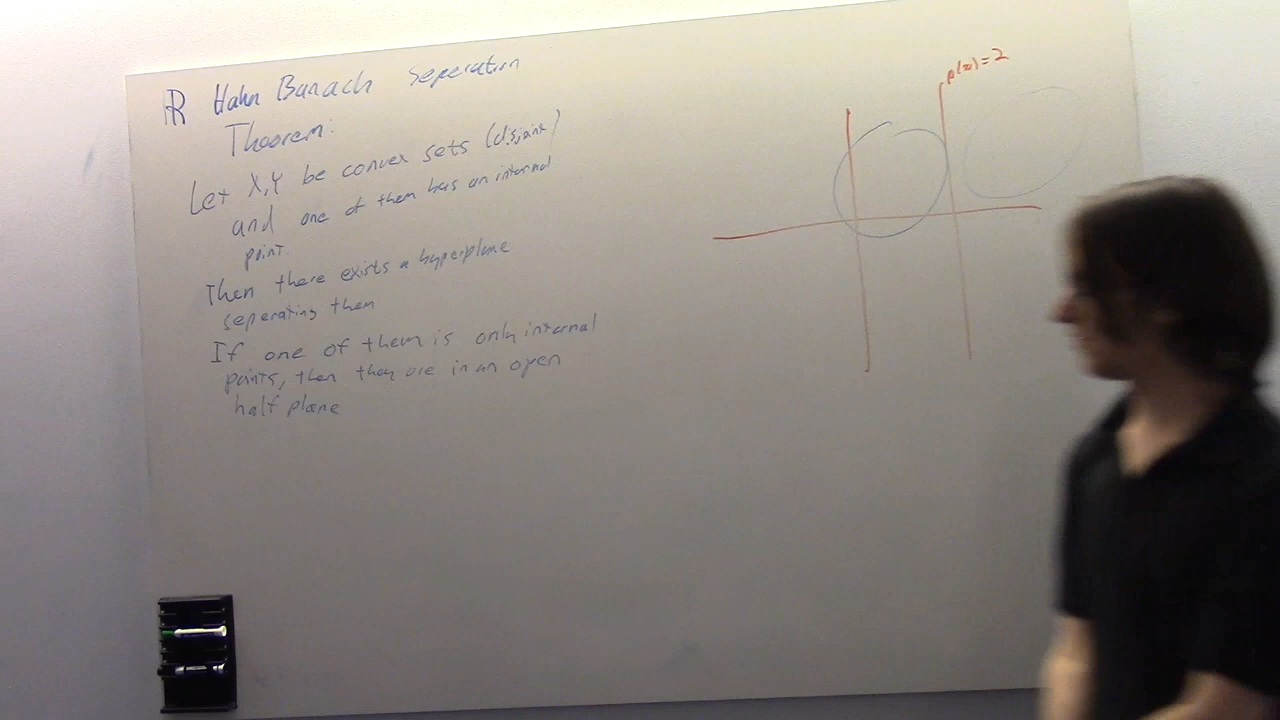 ℝ Hahn Banach Seperation
Theorem:
Let X,Y be convex sets (disjoint)
and one of them has an internal
point.
Then there exists a hyperplane
seperating them
If one of them is only internal
points, then they are in an open
half plane
p(x)=2